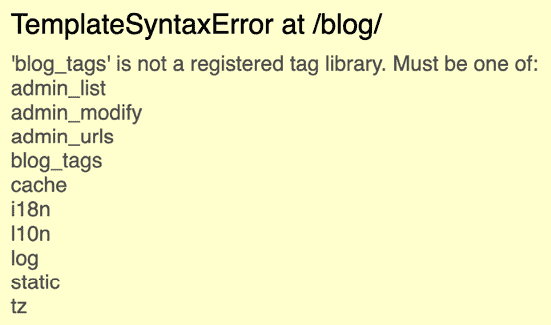 TemplateSyntaxError at /blog/
'blog_tags' is not a registered tag library. Must be one of:
admin_list
admin_modify
admin_urls
blog_tags
cache
i18n
l10n
log
static
tz